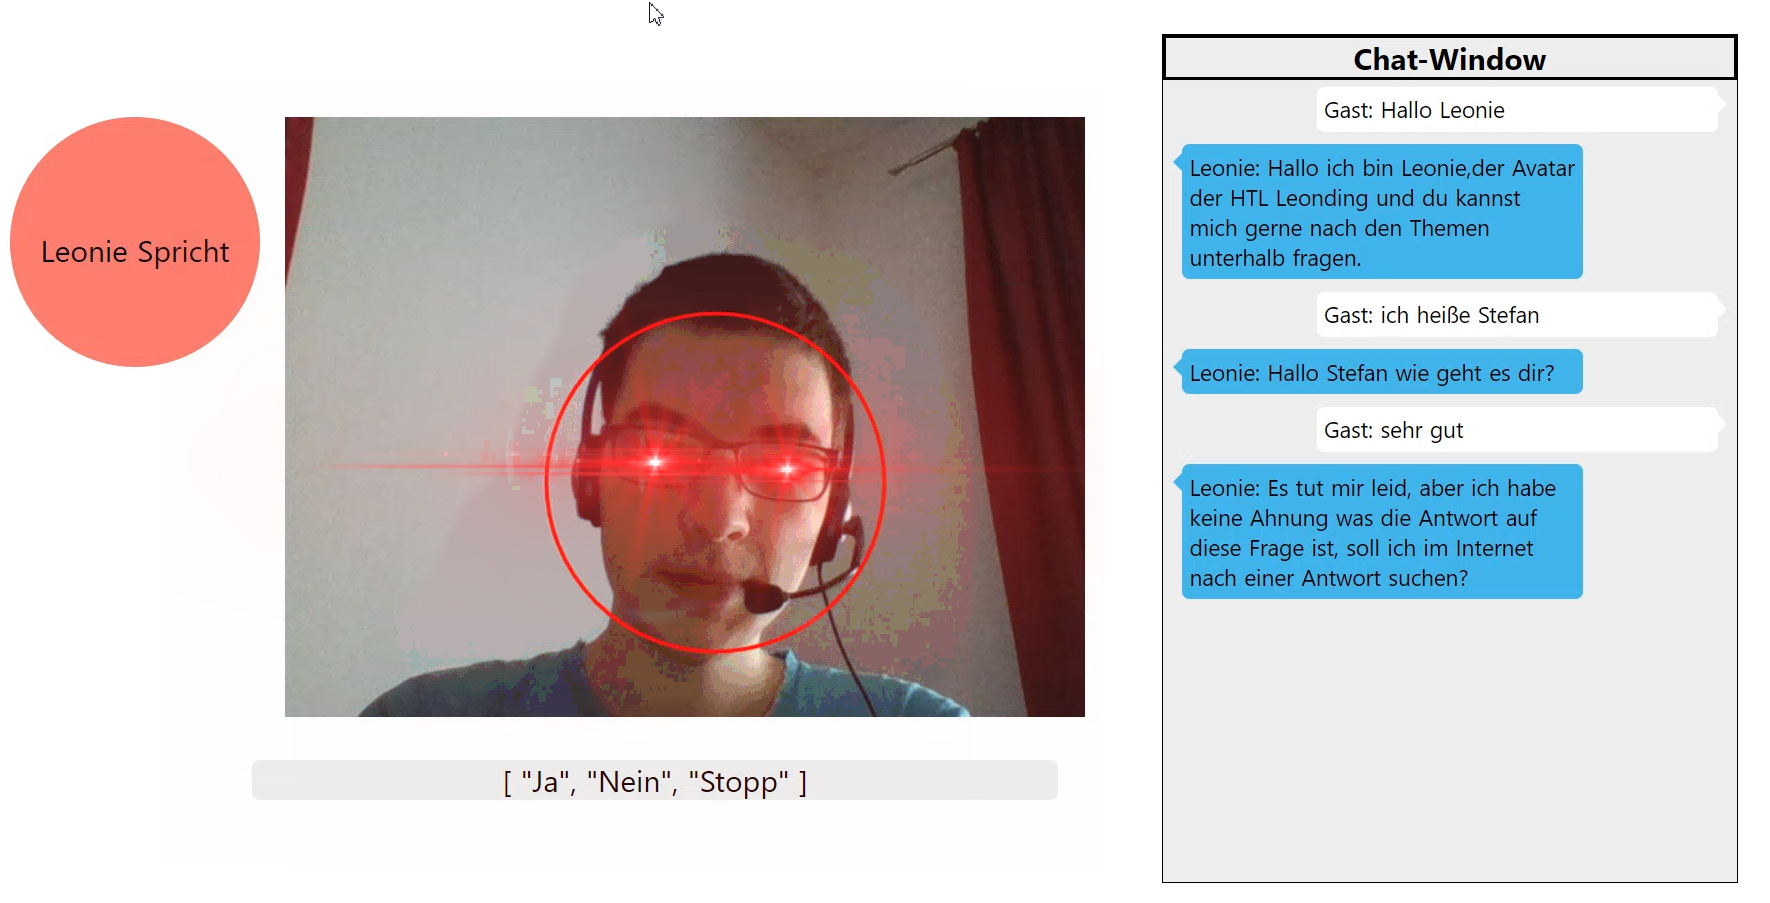 Leonie Spricht
[ "Ja", "Nein", "Stopp" ]
Chat-Window
Gast: Hallo Leonie
Leonie: Hallo ich bin Leonie,der Avatar
der HTL Leonding und du kannst
mich gerne nach den Themen
unterhalb fragen.
Gast: ich heiße Stefan
Leonie: Hallo Stefan wie geht es dir?
Gast: sehr gut
Leonie: Es tut mir leid, aber ich habe
keine Ahnung was die Antwort auf
diese Frage ist, soll ich im Internet
nach einer Antwort suchen?